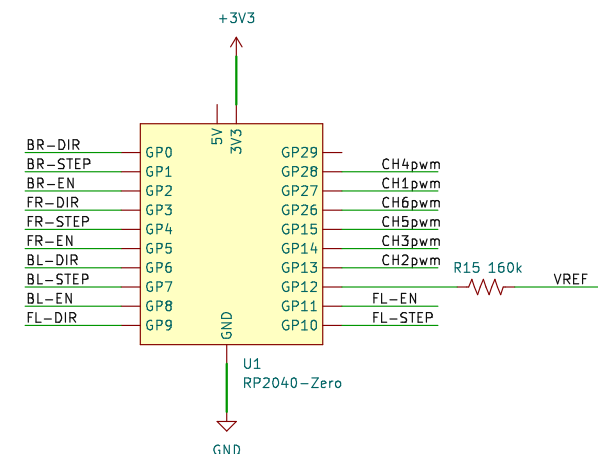 +3V3
5V
3V3
BR-DIR
GP0
GP29
BR-STEP
GP1
GP28
CH4pwm
BR-EN
GP2
GP27
CH1pwm
FR-DIR
GP3
GP26
CH6pwm
FR-STEP
GP4
GP15
CH5pwm
FR-EN
GP5
GP14
CH3pwm
BL-DIR
GP6
GP13
CH2pwm
BL-STEP
GP7
GP12
R15 160k
VREF
BL-EN
GP8
GP11
FL-EN
FL-DIR
GP9
GP10
FL-STEP
GND
U1
RP2040-Zero
GND